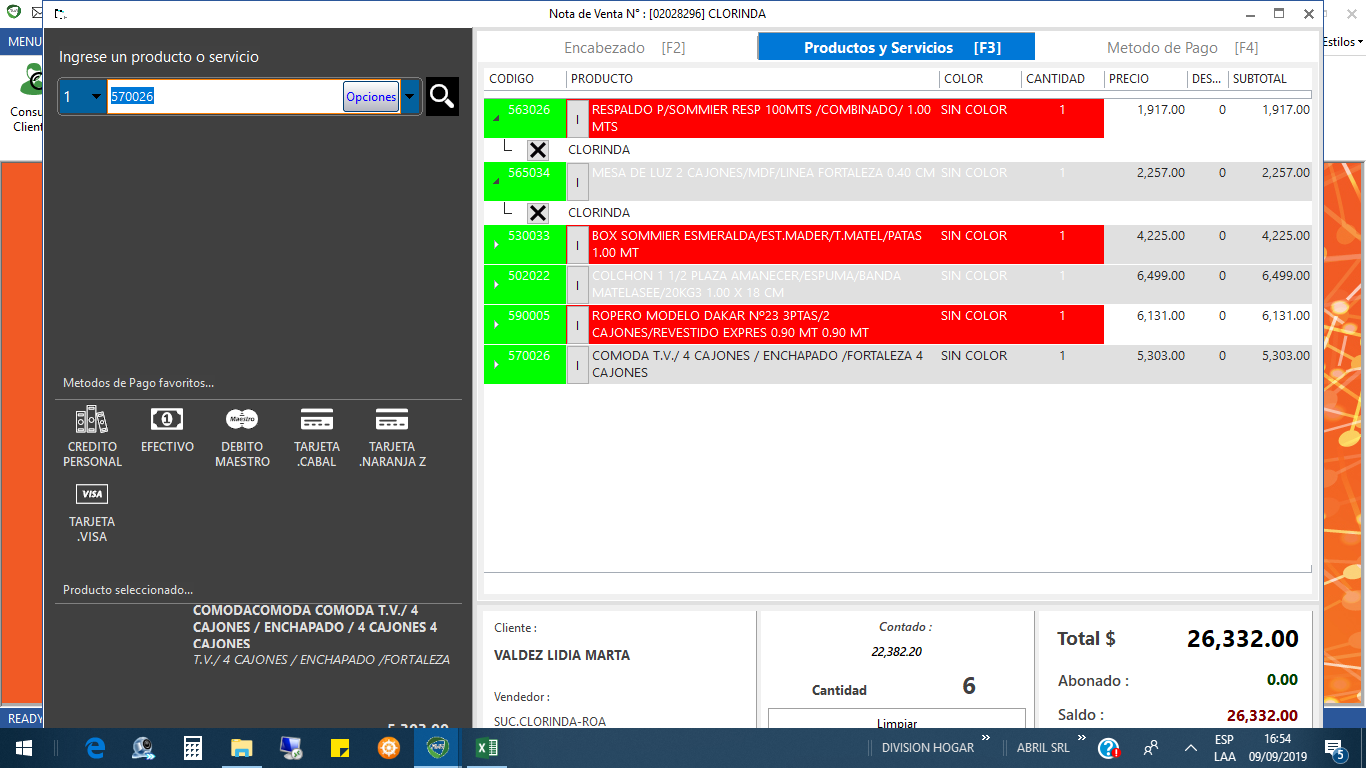 Nota de Venta N° : [02028296] CLORINDA
MENU
Estilos
Consu
Client
Ingrese un producto o servicio
1
570026
Opciones
Encabezado [F2]
Productos y Servicios [F3]
Metodo de Pago [F4]
CODIGO PRODUCTO COLOR CANTIDAD PRECIO DES... SUBTOTAL
563026 I RESPALDO P/SOMMIER RESP 100MTS /COMBINADO/ 1.00 SIN COLOR 1 1,917.00 0 1,917.00
MTS
CLORINDA
565034 I MESA DE LUZ 2 CAJONES/MDF/LINEA FORTALEZA 0.40 CM SIN COLOR 1 2,257.00 0 2,257.00
CLORINDA
530033 I BOX SOMMIER ESMERALDA/EST.MADER/T.MATEL/PATAS SIN COLOR 1 4,225.00 0 4,225.00
1.00 MT
502022 I COLCHON 1 1/2 PLAZA AMANECER/ESPUMA/BANDA SIN COLOR 1 6,499.00 0 6,499.00
MATELASEE/20KG3 1.00 X 18 CM
590005 I ROPERO MODELO DAKAR Nº23 3PTAS/2 SIN COLOR 1 6,131.00 0 6,131.00
CAJONES/REVESTIDO EXPRES 0.90 MT 0.90 MT
570026 I COMODA T.V./ 4 CAJONES / ENCHAPADO /FORTALEZA 4 SIN COLOR 1 5,303.00 0 5,303.00
CAJONES
Metodos de Pago favoritos...
CREDITO PERSONAL
EFECTIVO
Maestro
DEBITO MAESTRO
TARJETA .CABAL
TARJETA .NARANJA Z
VISA
TARJETA .VISA
Producto seleccionado...
COMODACOMODA COMODA T.V./ 4
CAJONES / ENCHAPADO / 4 CAJONES 4
CAJONES
T.V./ 4 CAJONES / ENCHAPADO /FORTALEZA
5,303.00
Cliente :
VALDEZ LIDIA MARTA
Vendedor :
SUC.CLORINDA-ROA
Contado :
22,382.20
Cantidad 6
Limpiar
Total $ 26,332.00
Abonado : 0.00
Saldo : 26,332.00
READY
DIVISION HOGAR »
ABRIL SRL »
ESP
LAA
16:54
09/09/2019
5